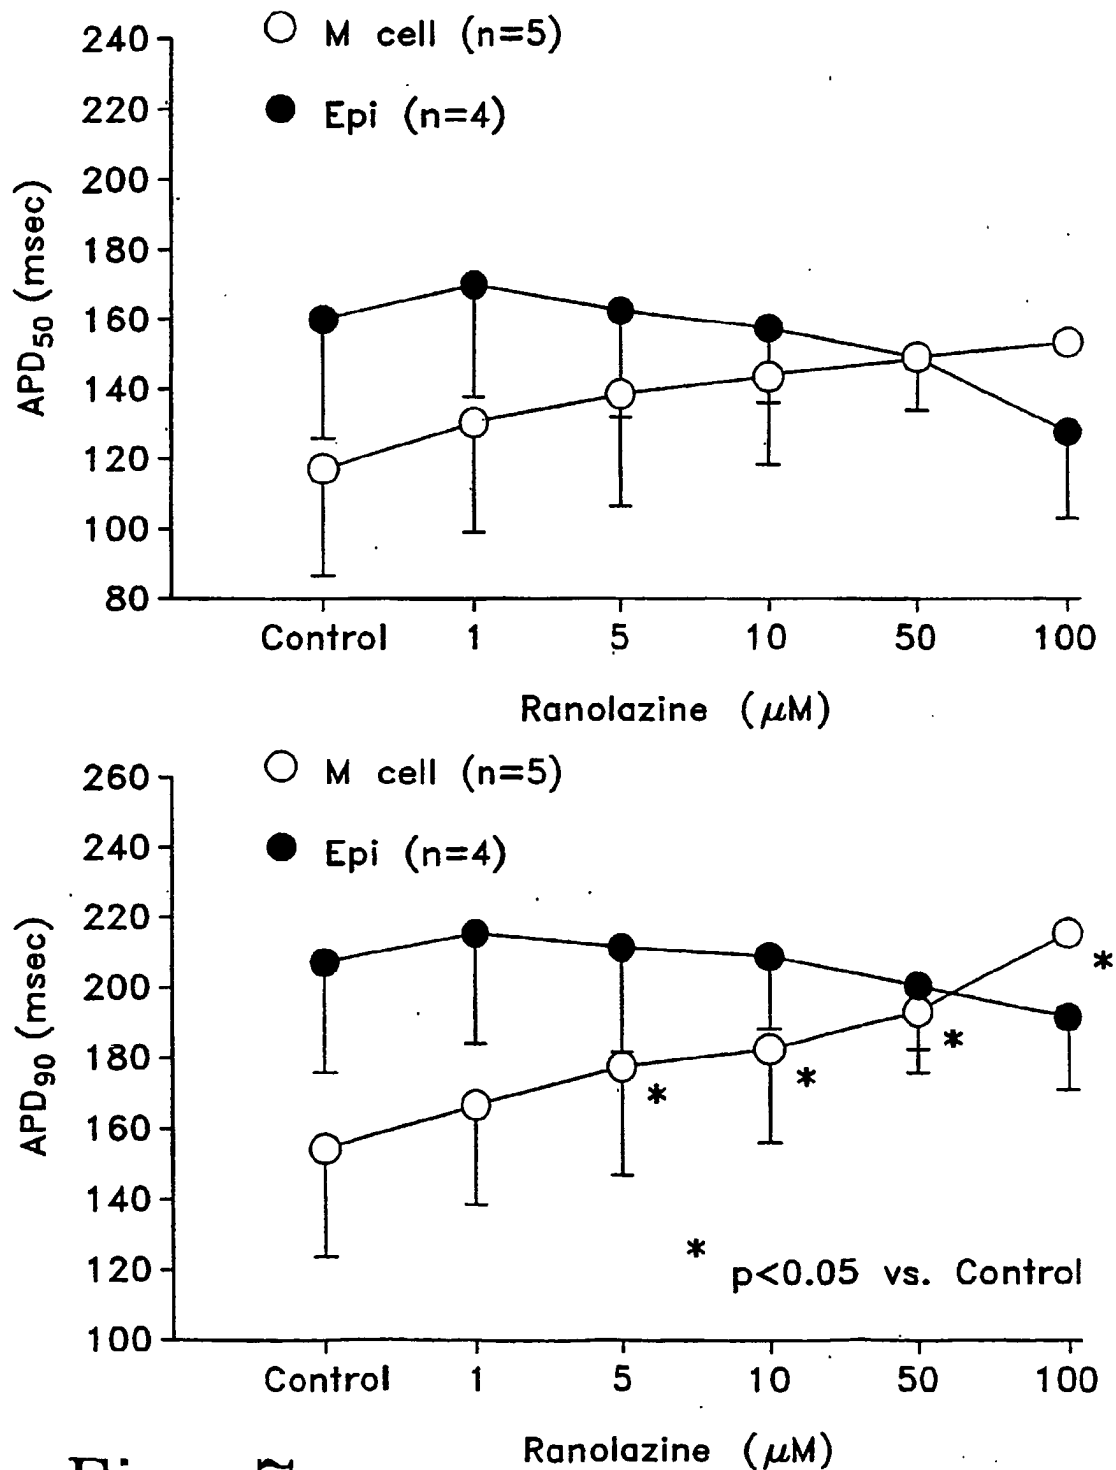 M cell (n=5)
Epi (n=4)
240
220
200
180
160
140
120
100
80
APD50 (msec)
Control 1 5 10 50 100
Ranolazine (μM)
M cell (n=5)
Epi (n=4)
260
240
220
200
180
160
140
120
100
APD90 (msec)
*
*
*
*
* p<0.05 vs. Control
Control 1 5 10 50 100
Ranolazine (μM)